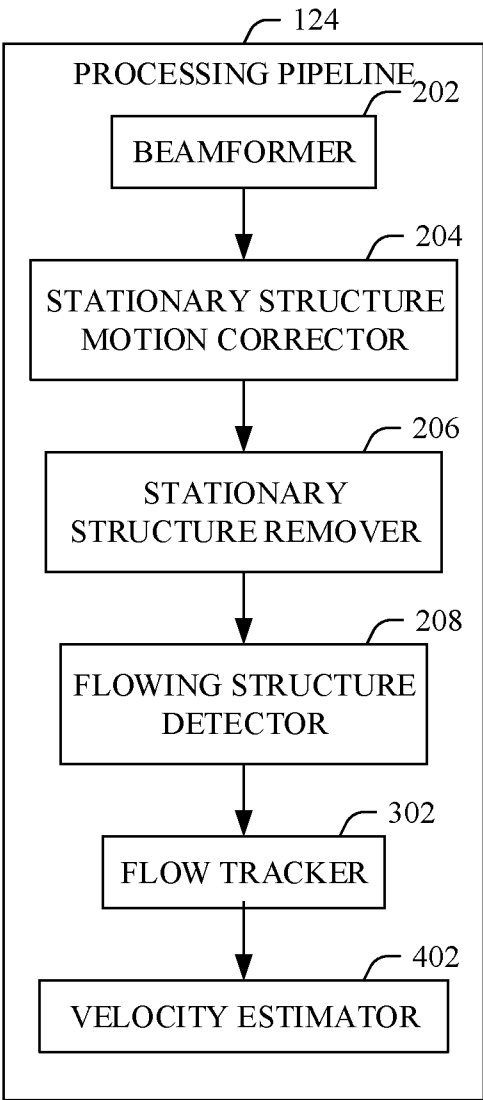 124
PROCESSING PIPELINE
202
BEAMFORMER
204
STATIONARY STRUCTURE
MOTION CORRECTOR
206
STATIONARY
STRUCTURE REMOVER
208
FLOWING STRUCTURE
DETECTOR
302
FLOW TRACKER
402
VELOCITY ESTIMATOR